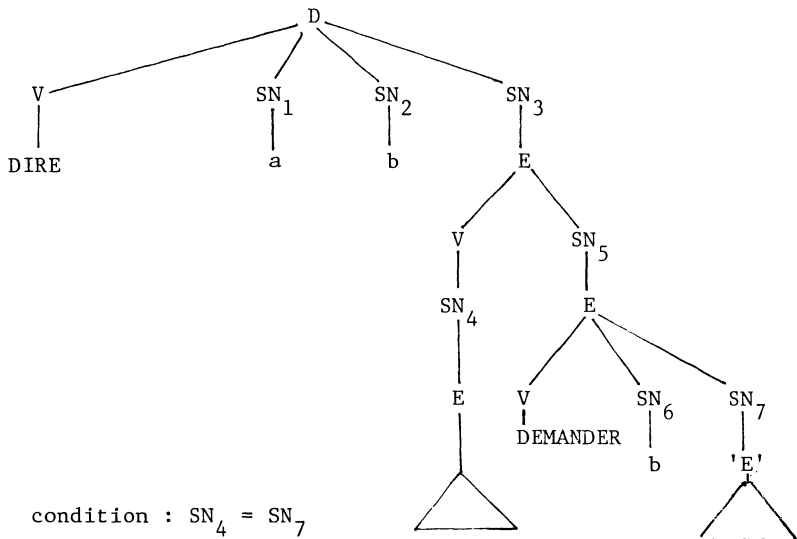 D
V SN1 SN2 SN3
DIRE a b E
V SN5
SN4 E
E V SN6 SN7
DEMANDER
b 'E'
condition : SN4 = SN7